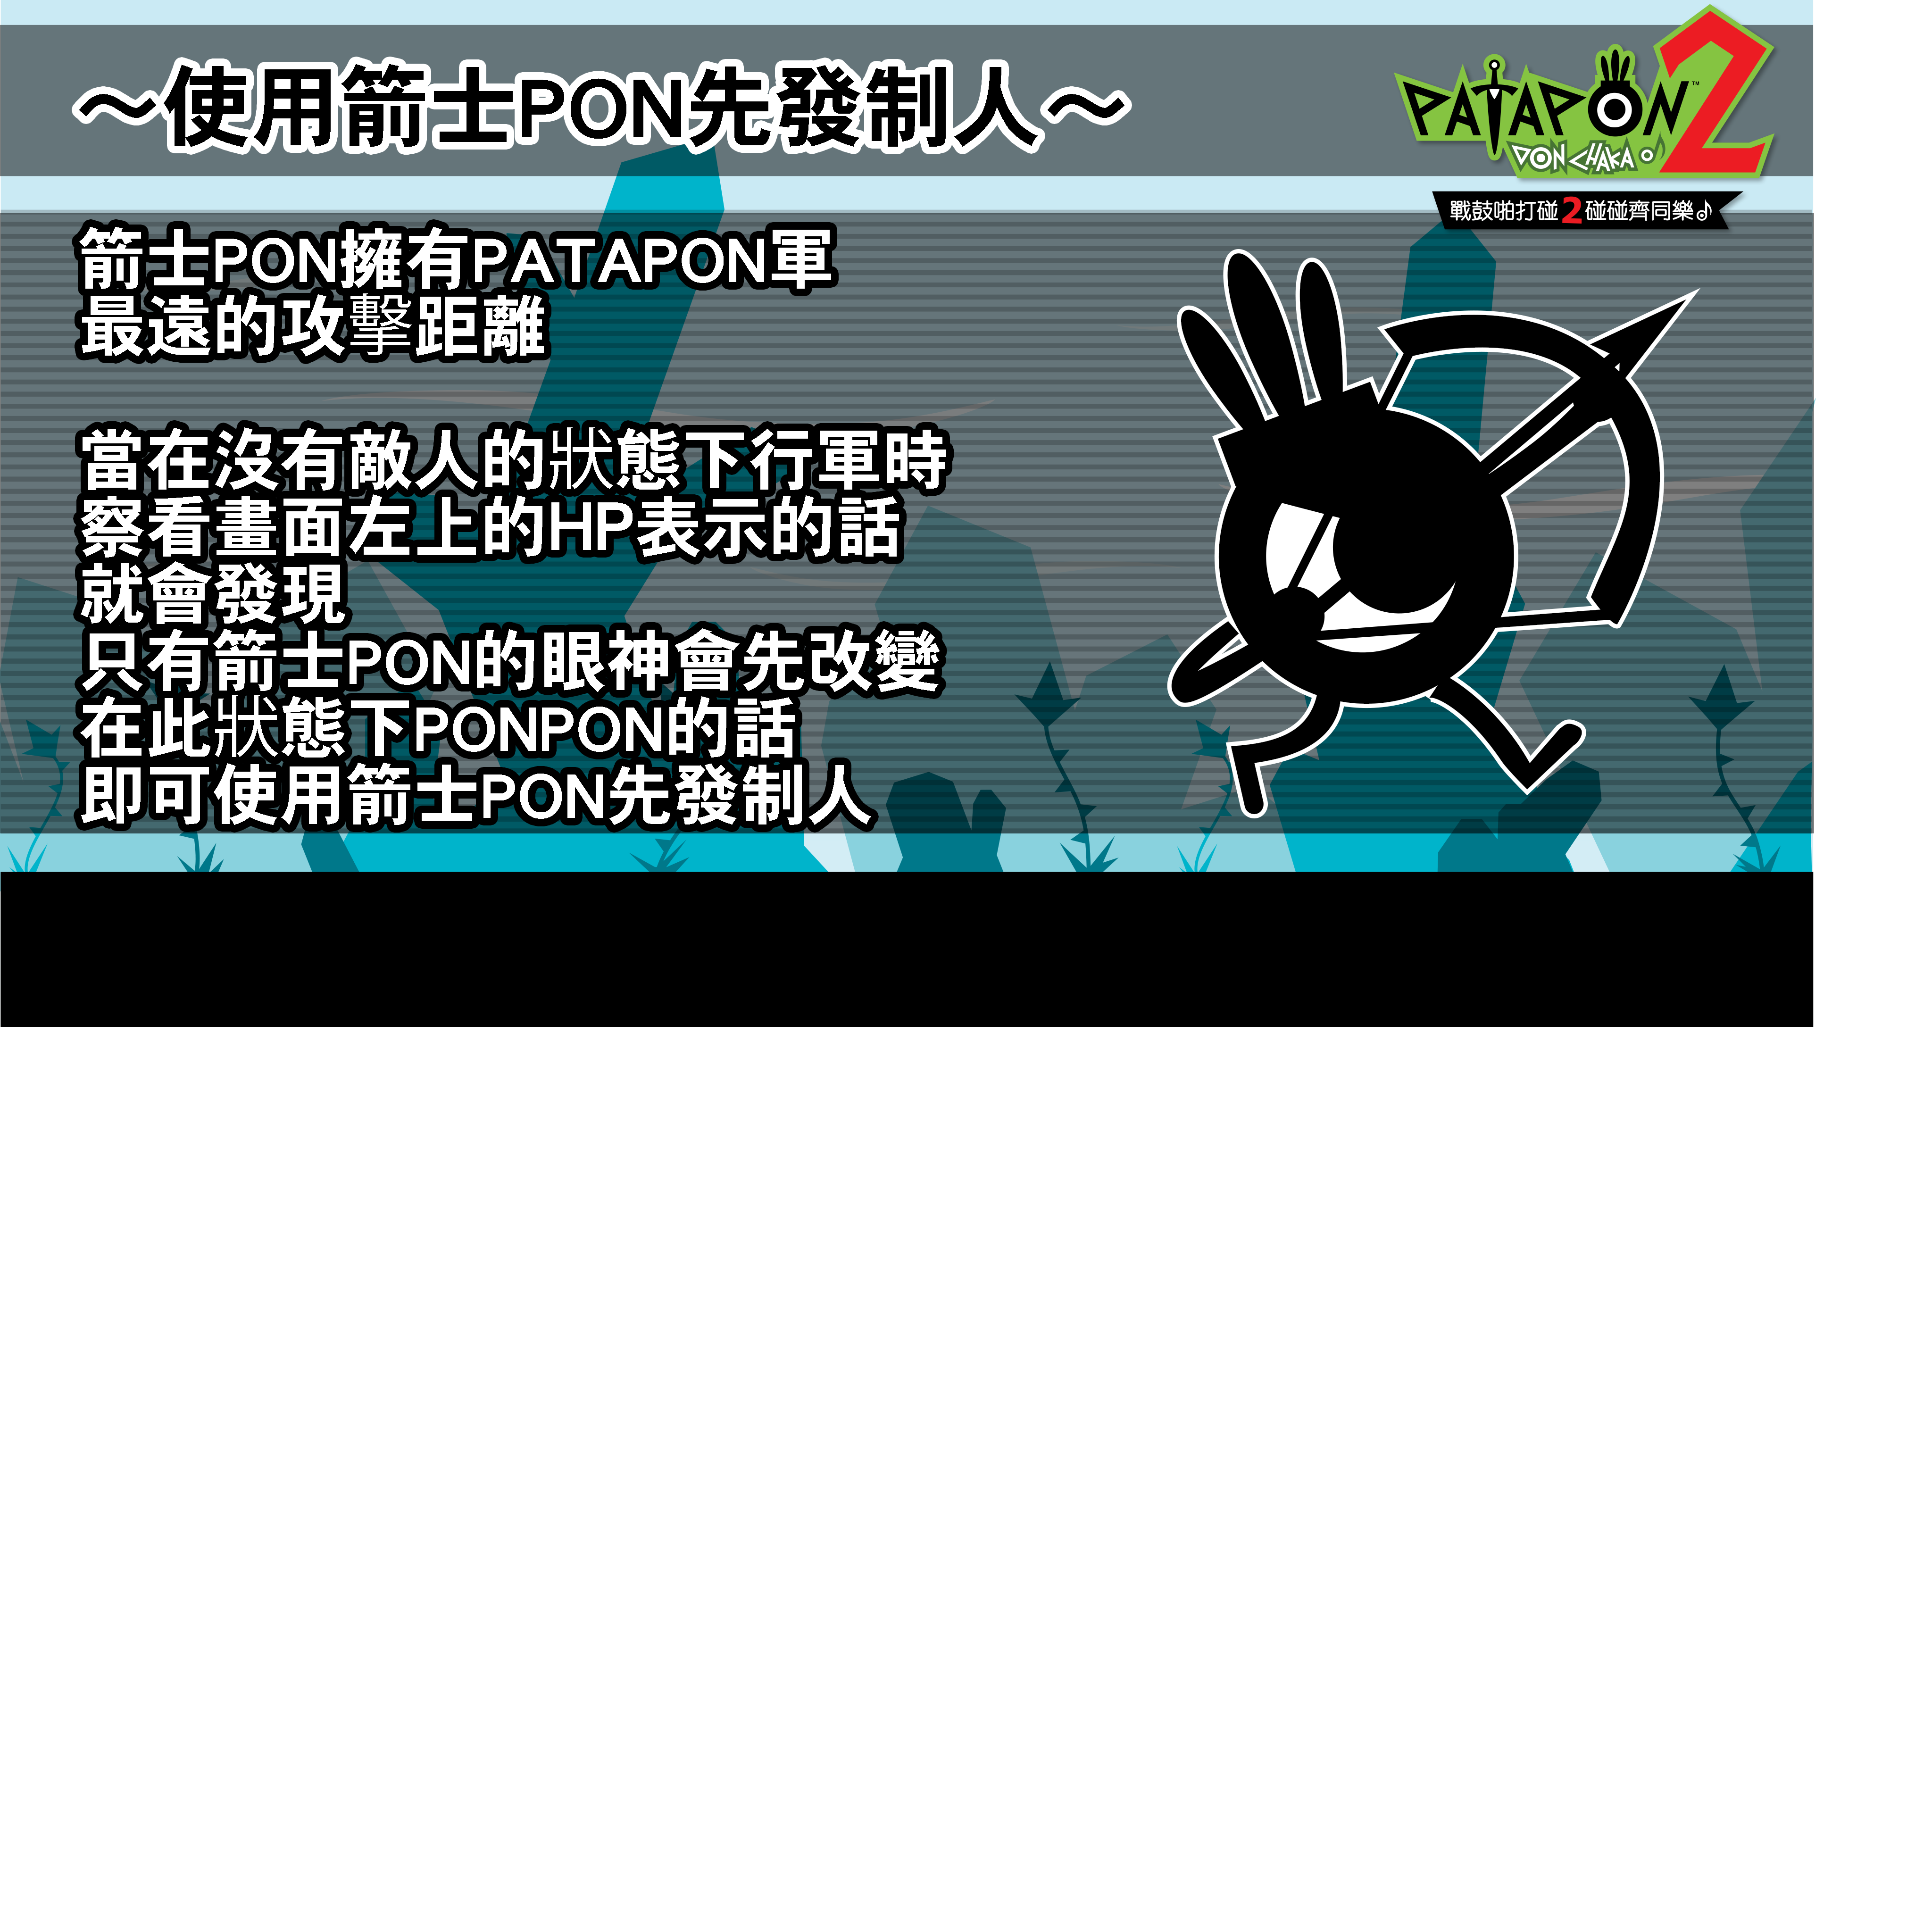 ～使用箭士PON先發制人～
PATAPON™2
DON CHAKA♪
戰鼓啪打碰2碰碰齊同樂♪
箭士PON擁有PATAPON軍
最遠的攻擊距離
當在沒有敵人的狀態下行軍時
察看畫面左上的HP表示的話
就會發現
只有箭士PON的眼神會先改變
在此狀態下PONPON的話
即可使用箭士PON先發制人